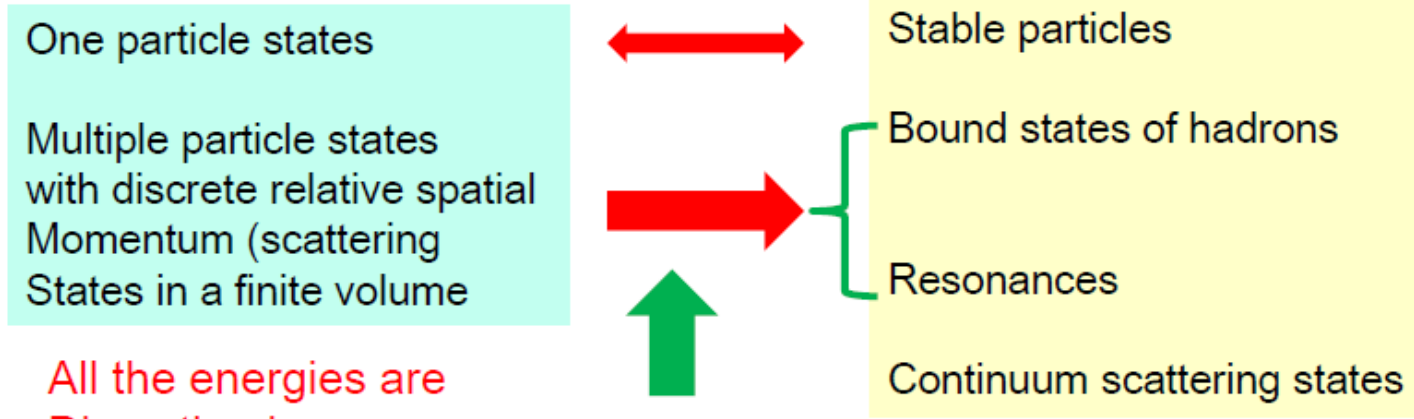 One particle states
Multiple particle states
with discrete relative spatial
Momentum (scattering
States in a finite volume
All the energies are
Stable particles
Bound states of hadrons
Resonances
Continuum scattering states